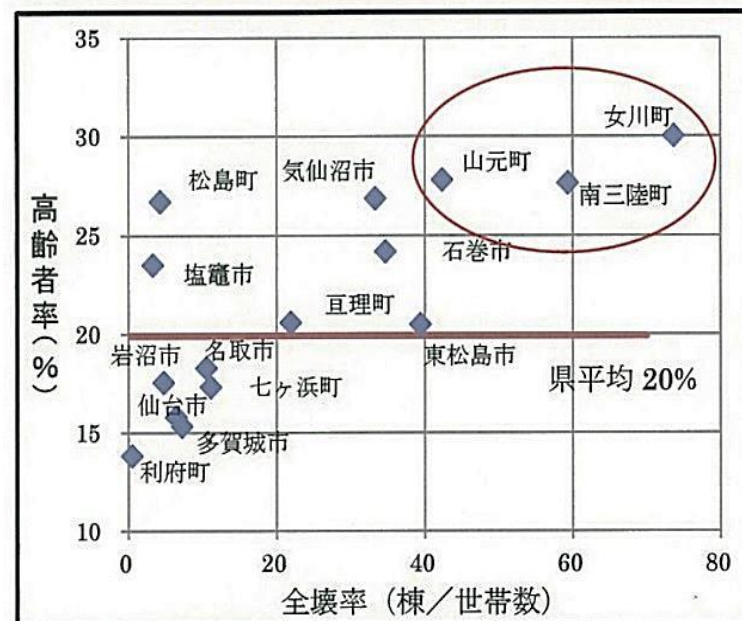 35
30
25
20
15
10
高齢者率(%)
女川町
山元町
気仙沼市
松島町
南三陸町
石巻市
塩竈市
亘理町
岩沼市
名取市
東松島市
県平均 20%
七ヶ浜町
仙台市
多賀城市
利府町
0 20 40 60 80
全壊率（棟／世帯数）